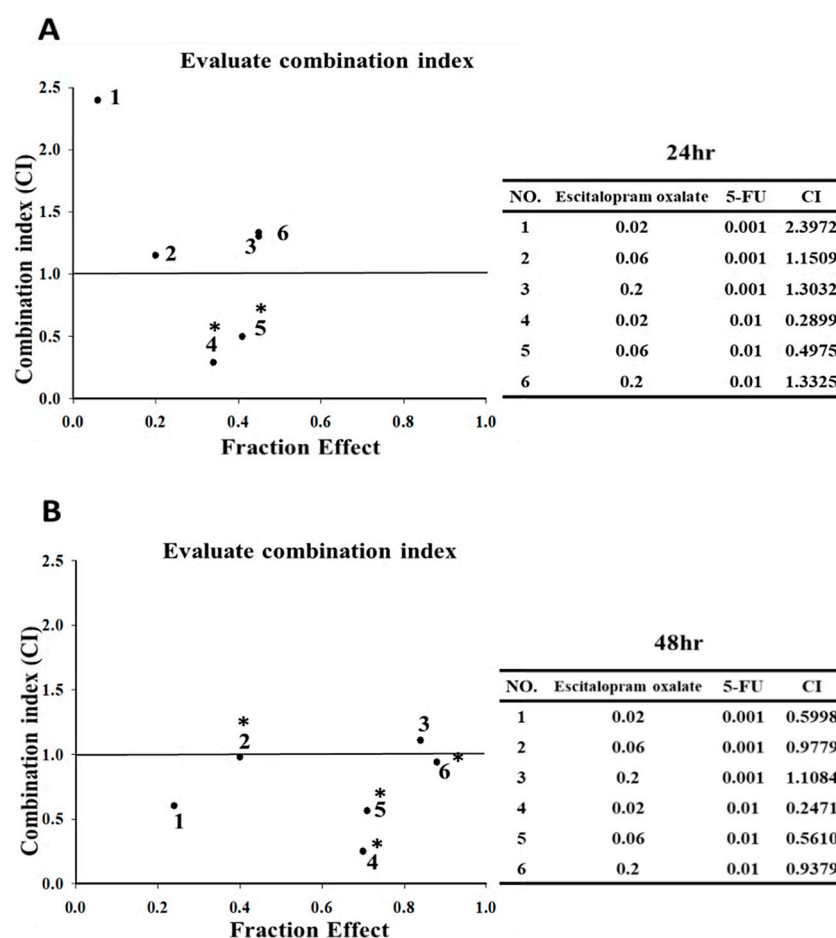 A
Evaluate combination index
Combination index (CI)
2.5
2.0
1.5
1.0
0.5
0.0
1
2
3
6
*
*
4
5
0.0 0.2 0.4 0.6 0.8 1.0
Fraction Effect
24hr
NO. Escitalopram oxalate 5-FU CI
1 0.02 0.001 2.3972
2 0.06 0.001 1.1509
3 0.2 0.001 1.3032
4 0.02 0.01 0.2899
5 0.06 0.01 0.4975
6 0.2 0.01 1.3325
B
Evaluate combination index
Combination index (CI)
2.5
2.0
1.5
1.0
0.5
0.0
*
2
3
6 *
1
*
5
*
4
0.0 0.2 0.4 0.6 0.8 1.0
Fraction Effect
48hr
NO. Escitalopram oxalate 5-FU CI
1 0.02 0.001 0.5998
2 0.06 0.001 0.9779
3 0.2 0.001 1.1084
4 0.02 0.01 0.2471
5 0.06 0.01 0.5610
6 0.2 0.01 0.9379